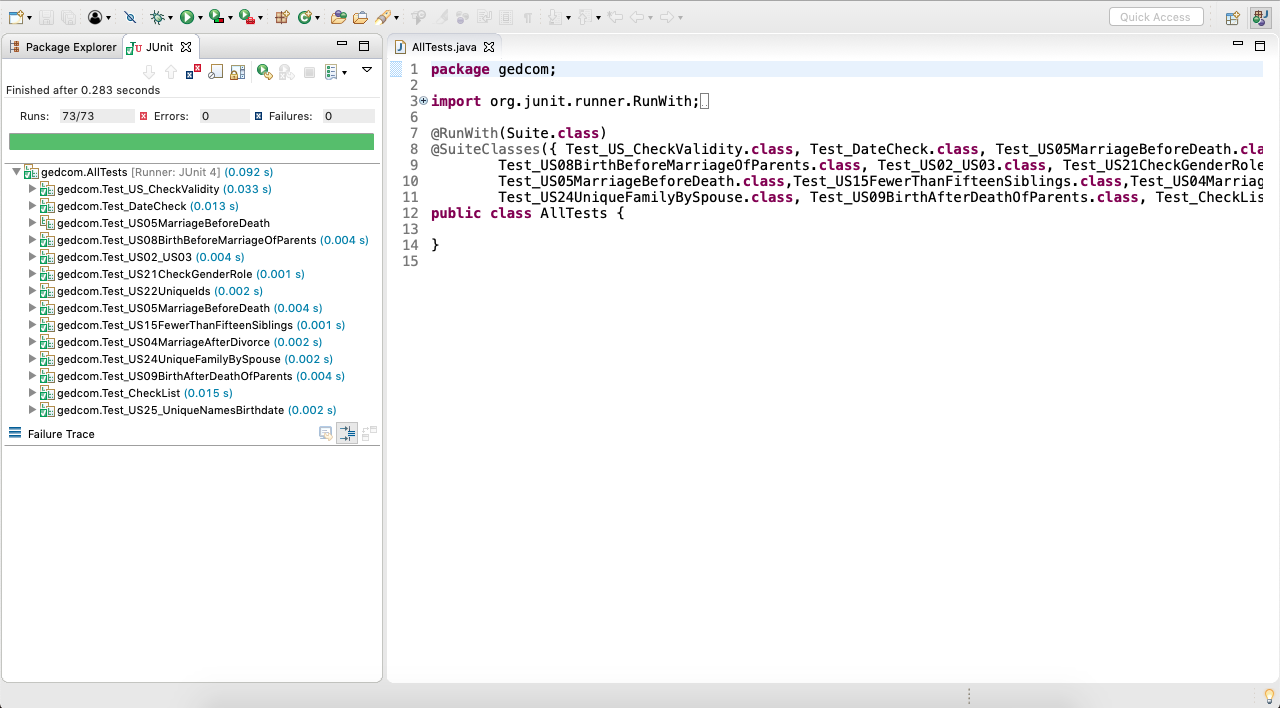 Quick Access
Package Explorer
JUnit
AllTests.java
Finished after 0.283 seconds
Runs: 73/73 Errors: 0 Failures: 0
gedcom.AllTests [Runner: JUnit 4] (0.092 s)
gedcom.Test_US_CheckValidity (0.033 s)
gedcom.Test_DateCheck (0.013 s)
gedcom.Test_US05MarriageBeforeDeath
gedcom.Test_US08BirthBeforeMarriageOfParents (0.004 s)
gedcom.Test_US02_US03 (0.004 s)
gedcom.Test_US21CheckGenderRole (0.001 s)
gedcom.Test_US22UniqueIds (0.002 s)
gedcom.Test_US05MarriageBeforeDeath (0.004 s)
gedcom.Test_US15FewerThanFifteenSiblings (0.001 s)
gedcom.Test_US04MarriageAfterDivorce (0.002 s)
gedcom.Test_US24UniqueFamilyBySpouse (0.002 s)
gedcom.Test_US09BirthAfterDeathOfParents (0.004 s)
gedcom.Test_CheckList (0.015 s)
gedcom.Test_US25_UniqueNamesBirthdate (0.002 s)
Failure Trace
1 package gedcom;
2
3 import org.junit.runner.RunWith;
6
7 @RunWith(Suite.class)
8 @SuiteClasses({ Test_US_CheckValidity.class, Test_DateCheck.class, Test_US05MarriageBeforeDeath.cla
9 Test_US08BirthBeforeMarriageOfParents.class, Test_US02_US03.class, Test_US21CheckGenderRole
10 Test_US05MarriageBeforeDeath.class,Test_US15FewerThanFifteenSiblings.class,Test_US04Marriag
11 Test_US24UniqueFamilyBySpouse.class, Test_US09BirthAfterDeathOfParents.class, Test_CheckLis
12 public class AllTests {
13
14 }
15